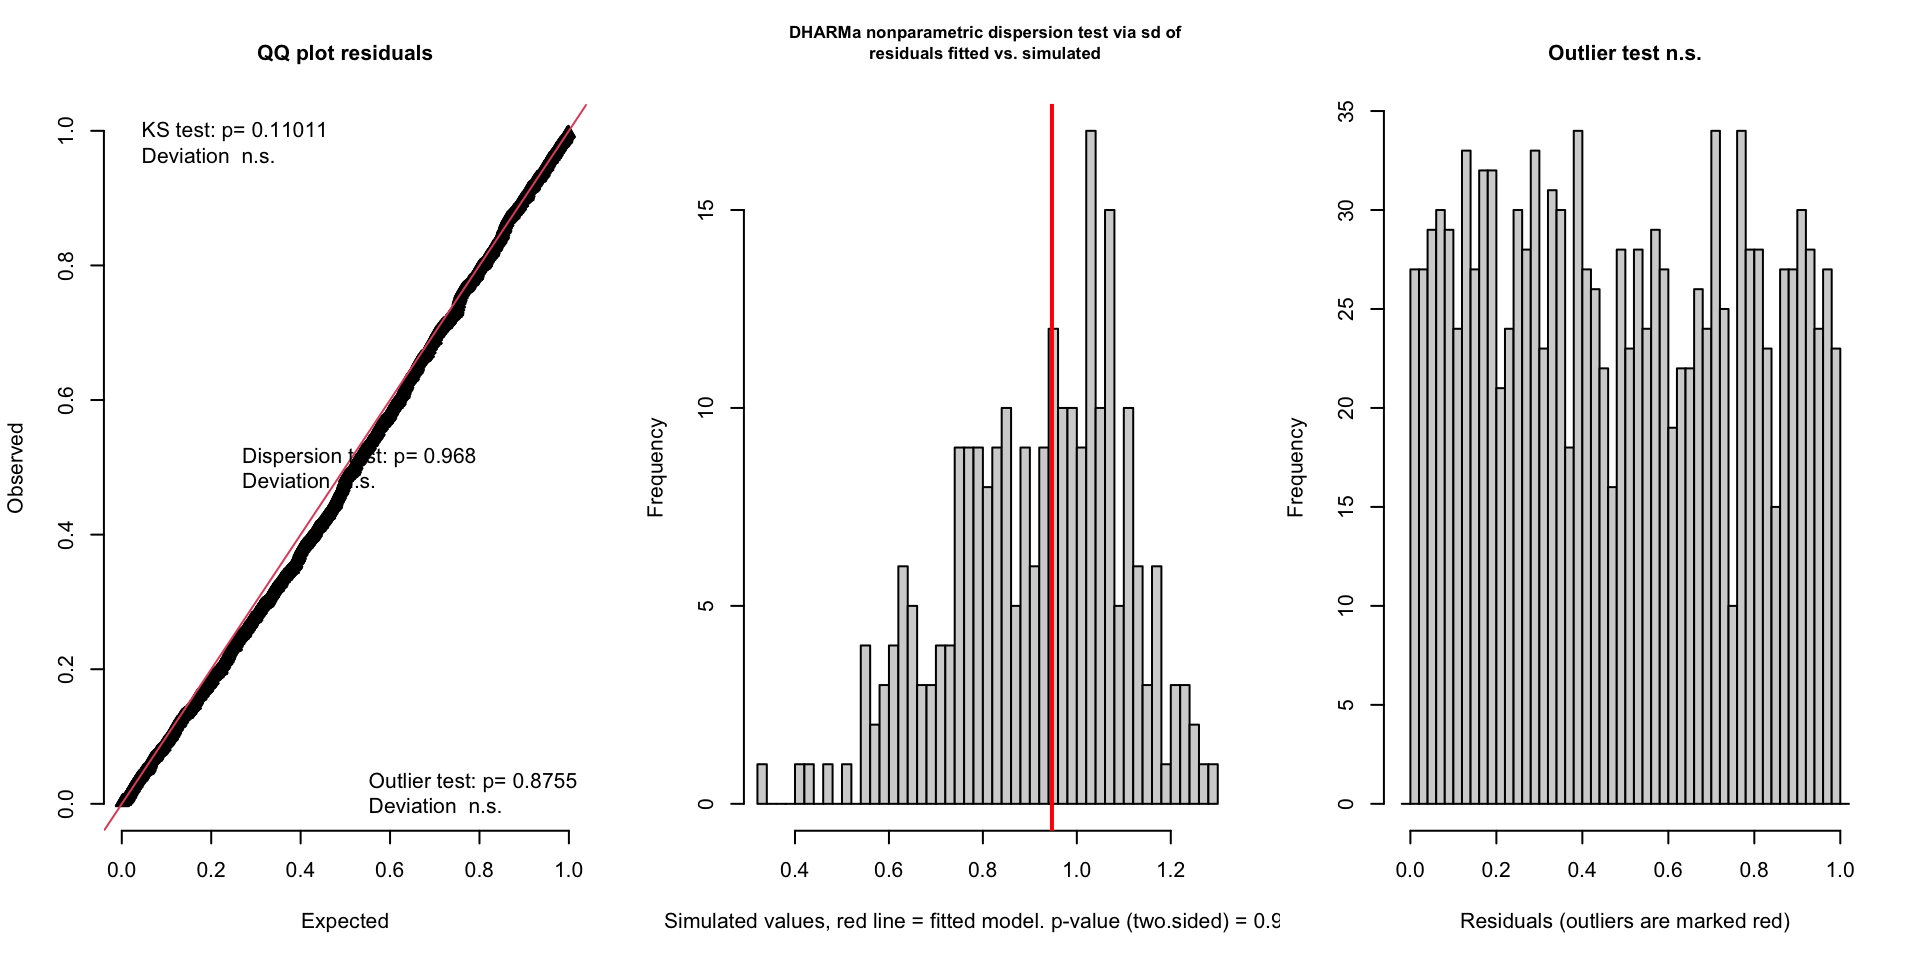 QQ plot residuals
KS test: p= 0.11011
Deviation  n.s.
Dispersion test: p= 0.968
Deviation  n.s.
Outlier test: p= 0.8755
Deviation  n.s.
Observed
1.0
0.8
0.6
0.4
0.2
0.0
0.0 0.2 0.4 0.6 0.8 1.0
Expected
DHARMa nonparametric dispersion test via sd of
residuals fitted vs. simulated
Frequency
15
10
5
0
0.4 0.6 0.8 1.0 1.2
Simulated values, red line = fitted model. p-value (two.sided) = 0.9
Outlier test n.s.
Frequency
35
30
25
20
15
10
5
0
0.0 0.2 0.4 0.6 0.8 1.0
Residuals (outliers are marked red)